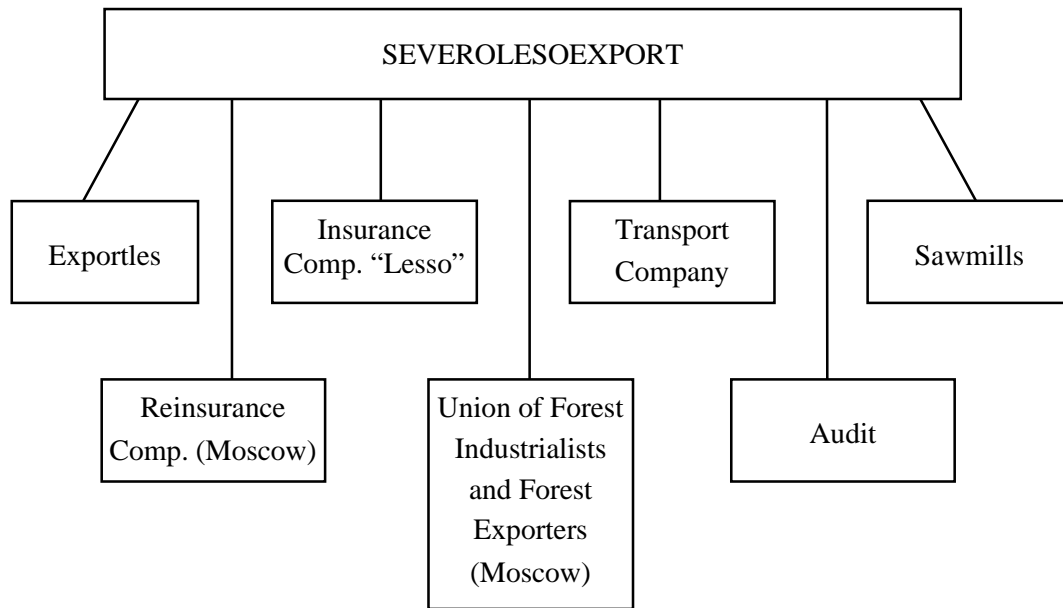 SEVEROLESOEXPORT
Exportles
Insurance
Comp. “Lesso”
Transport
Company
Sawmills
Reinsurance
Comp. (Moscow)
Union of Forest
Industrialists
and Forest
Exporters
(Moscow)
Audit